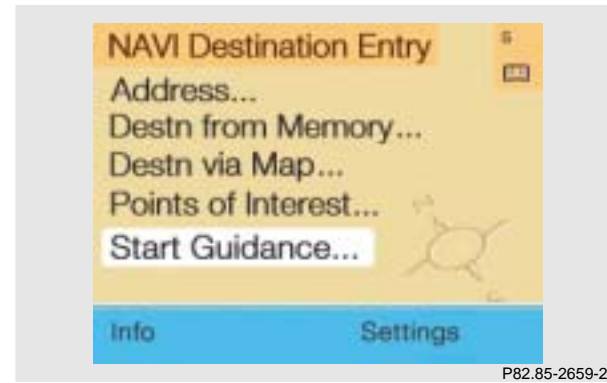 NAVI Destination Entry
Address...
Destn from Memory...
Destn via Map...
Points of Interest...
Start Guidance...
Info Settings
P82.85-2659-2